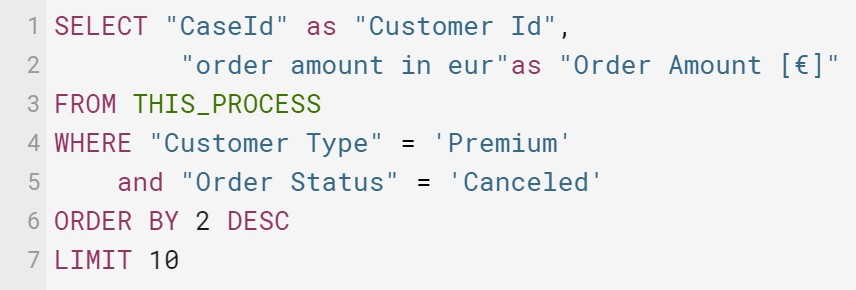 1 SELECT "CaseId" as "Customer Id",
2 "order amount in eur"as "Order Amount [€]"
3 FROM THIS_PROCESS
4 WHERE "Customer Type" = 'Premium'
5 and "Order Status" = 'Canceled'
6 ORDER BY 2 DESC
7 LIMIT 10